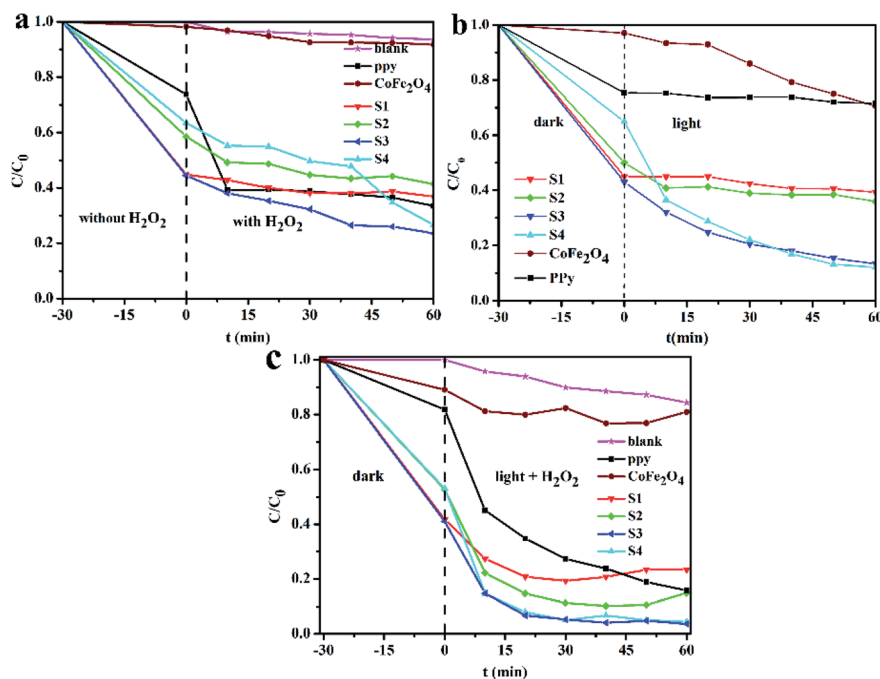 a
C/C0
1.0
0.8
0.6
0.4
0.2
0.0
blank
ppy
CoFe2O4
S1
S2
S3
S4
without H2O2
with H2O2
-30 -15 0 15 30 45 60
t (min)
b
C/C0
1.0
0.8
0.6
0.4
0.2
0.0
dark
light
S1
S2
S3
S4
CoFe2O4
PPy
-30 -15 0 15 30 45 60
t(min)
c
C/C0
1.0
0.8
0.6
0.4
0.2
0.0
dark
light + H2O2
blank
ppy
CoFe2O4
S1
S2
S3
S4
-30 -15 0 15 30 45 60
t (min)